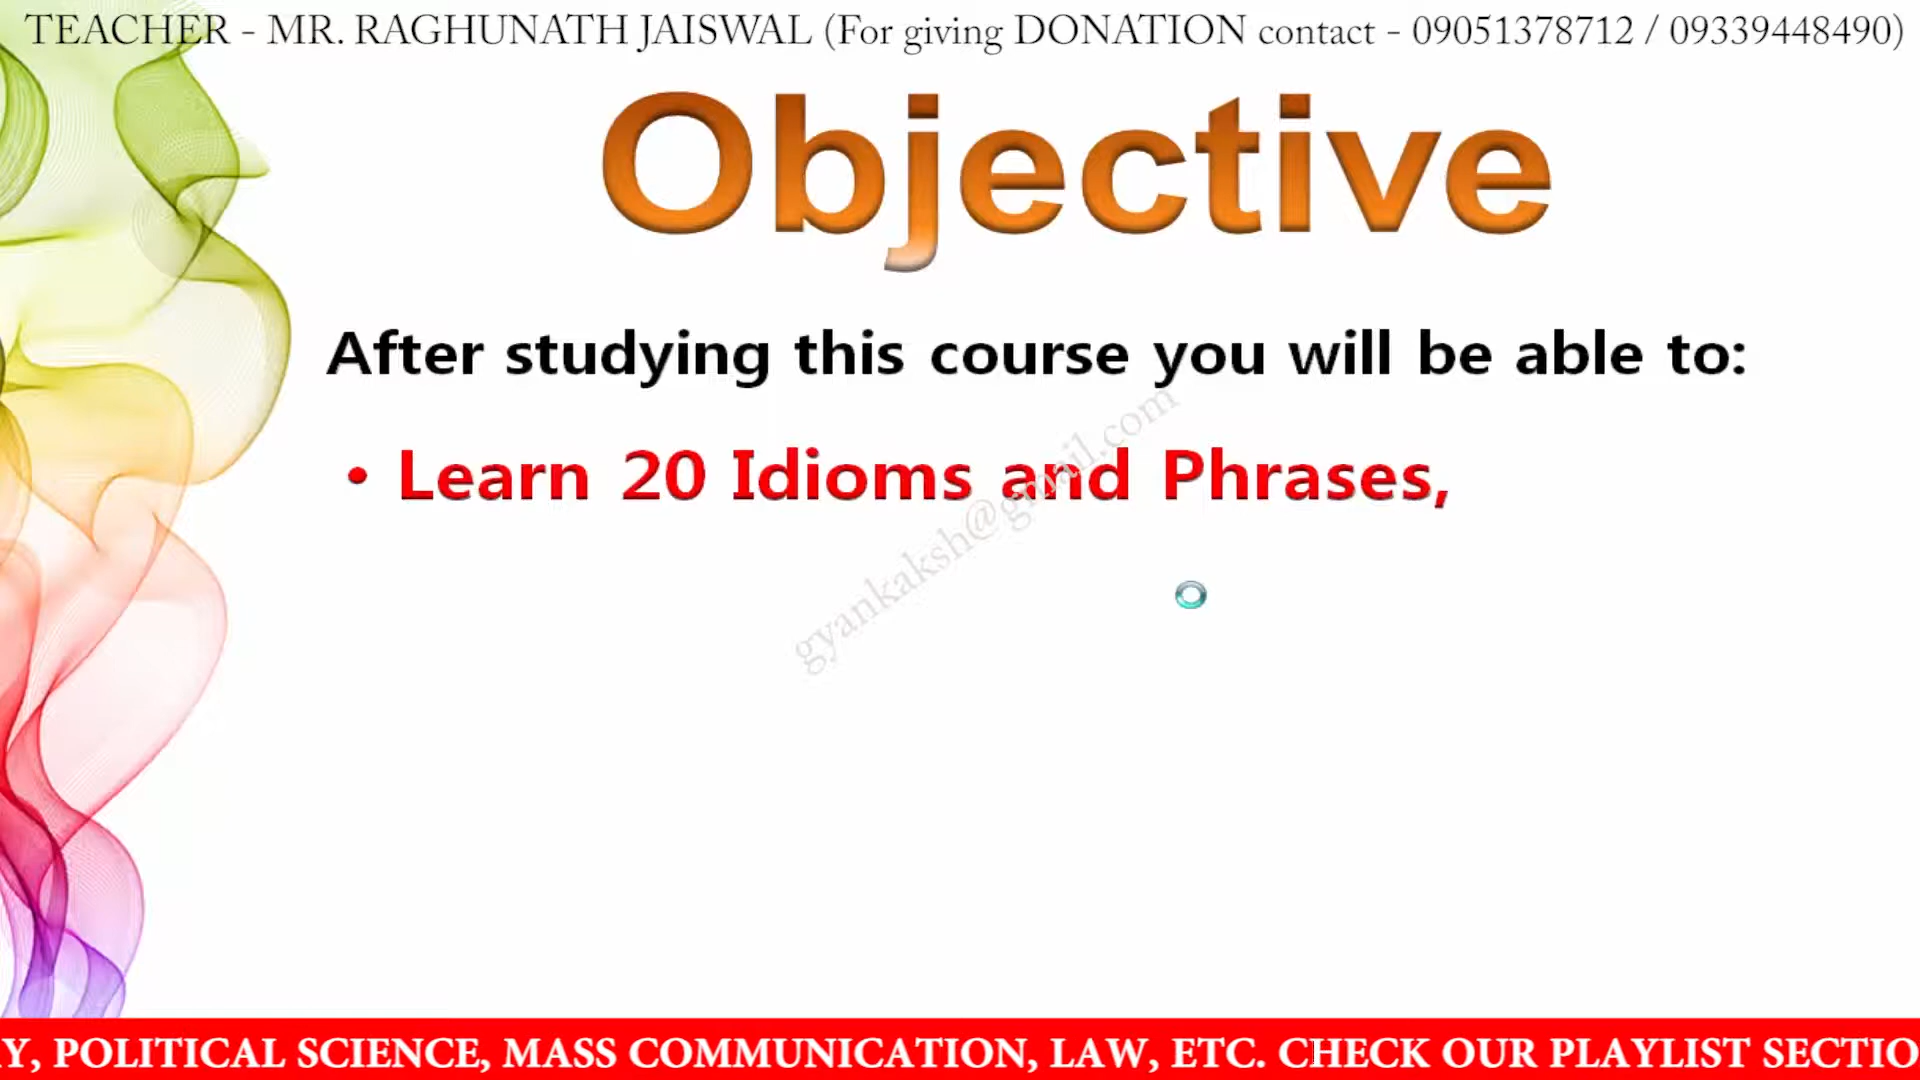 TEACHER - MR. RAGHUNATH JAISWAL (For giving DONATION contact - 09051378712 / 09339448490)
Objective
After studying this course you will be able to:
• Learn 20 Idioms and Phrases,
gyankaksh@gmail.com
Y, POLITICAL SCIENCE, MASS COMMUNICATION, LAW, ETC. CHECK OUR PLAYLIST SECTIO